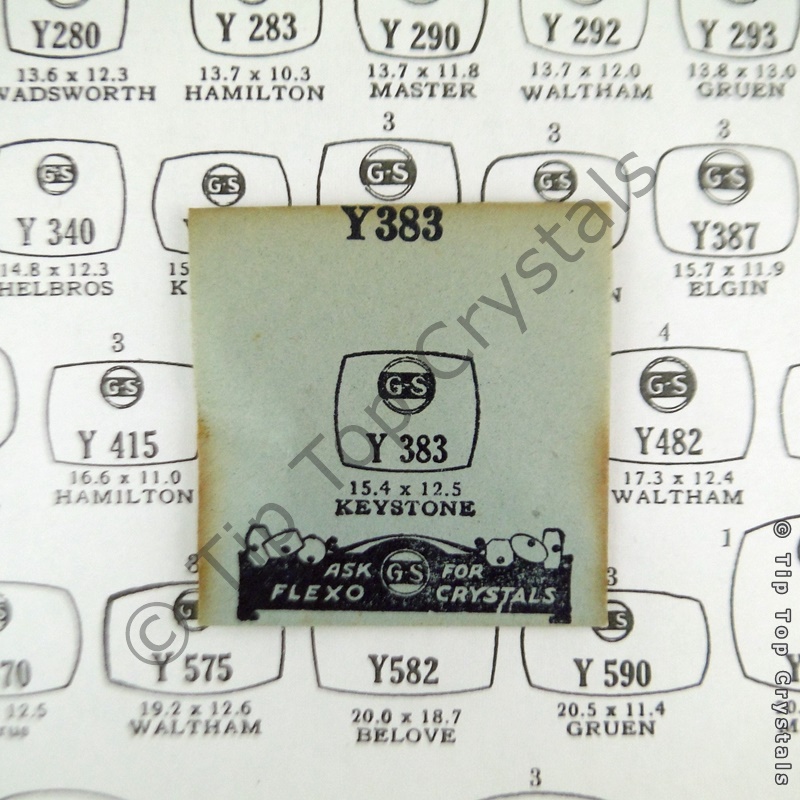 Y280
Y 283
Y 290
Y 292
Y 293
13.6 x 12.3
13.7 x 10.3
13.7 x 11.8
13.7 x 12.0
13.8 x 13.0
WADSWORTH
HAMILTON
MASTER
WALTHAM
GRUEN
3
3
3
G-S
G-S
G-S
G-S
G-S
Y 340
Y387
14.8 x 12.3
15.7 x 11.9
HELBROS
ELGIN
Y383
3
4
G-S
G-S
G-S
Y 415
Y 383
Y482
16.6 x 11.0
15.4 x 12.5
17.3 x 12.4
HAMILTON
KEYSTONE
WALTHAM
1
ASK G-S FOR
FLEXO CRYSTALS
3
Y 575
Y582
Y 590
19.2 x 12.6
20.0 x 18.7
20.5 x 11.4
WALTHAM
BELOVE
GRUEN
3
© Tip Top Crystals
© Tip Top Crystals